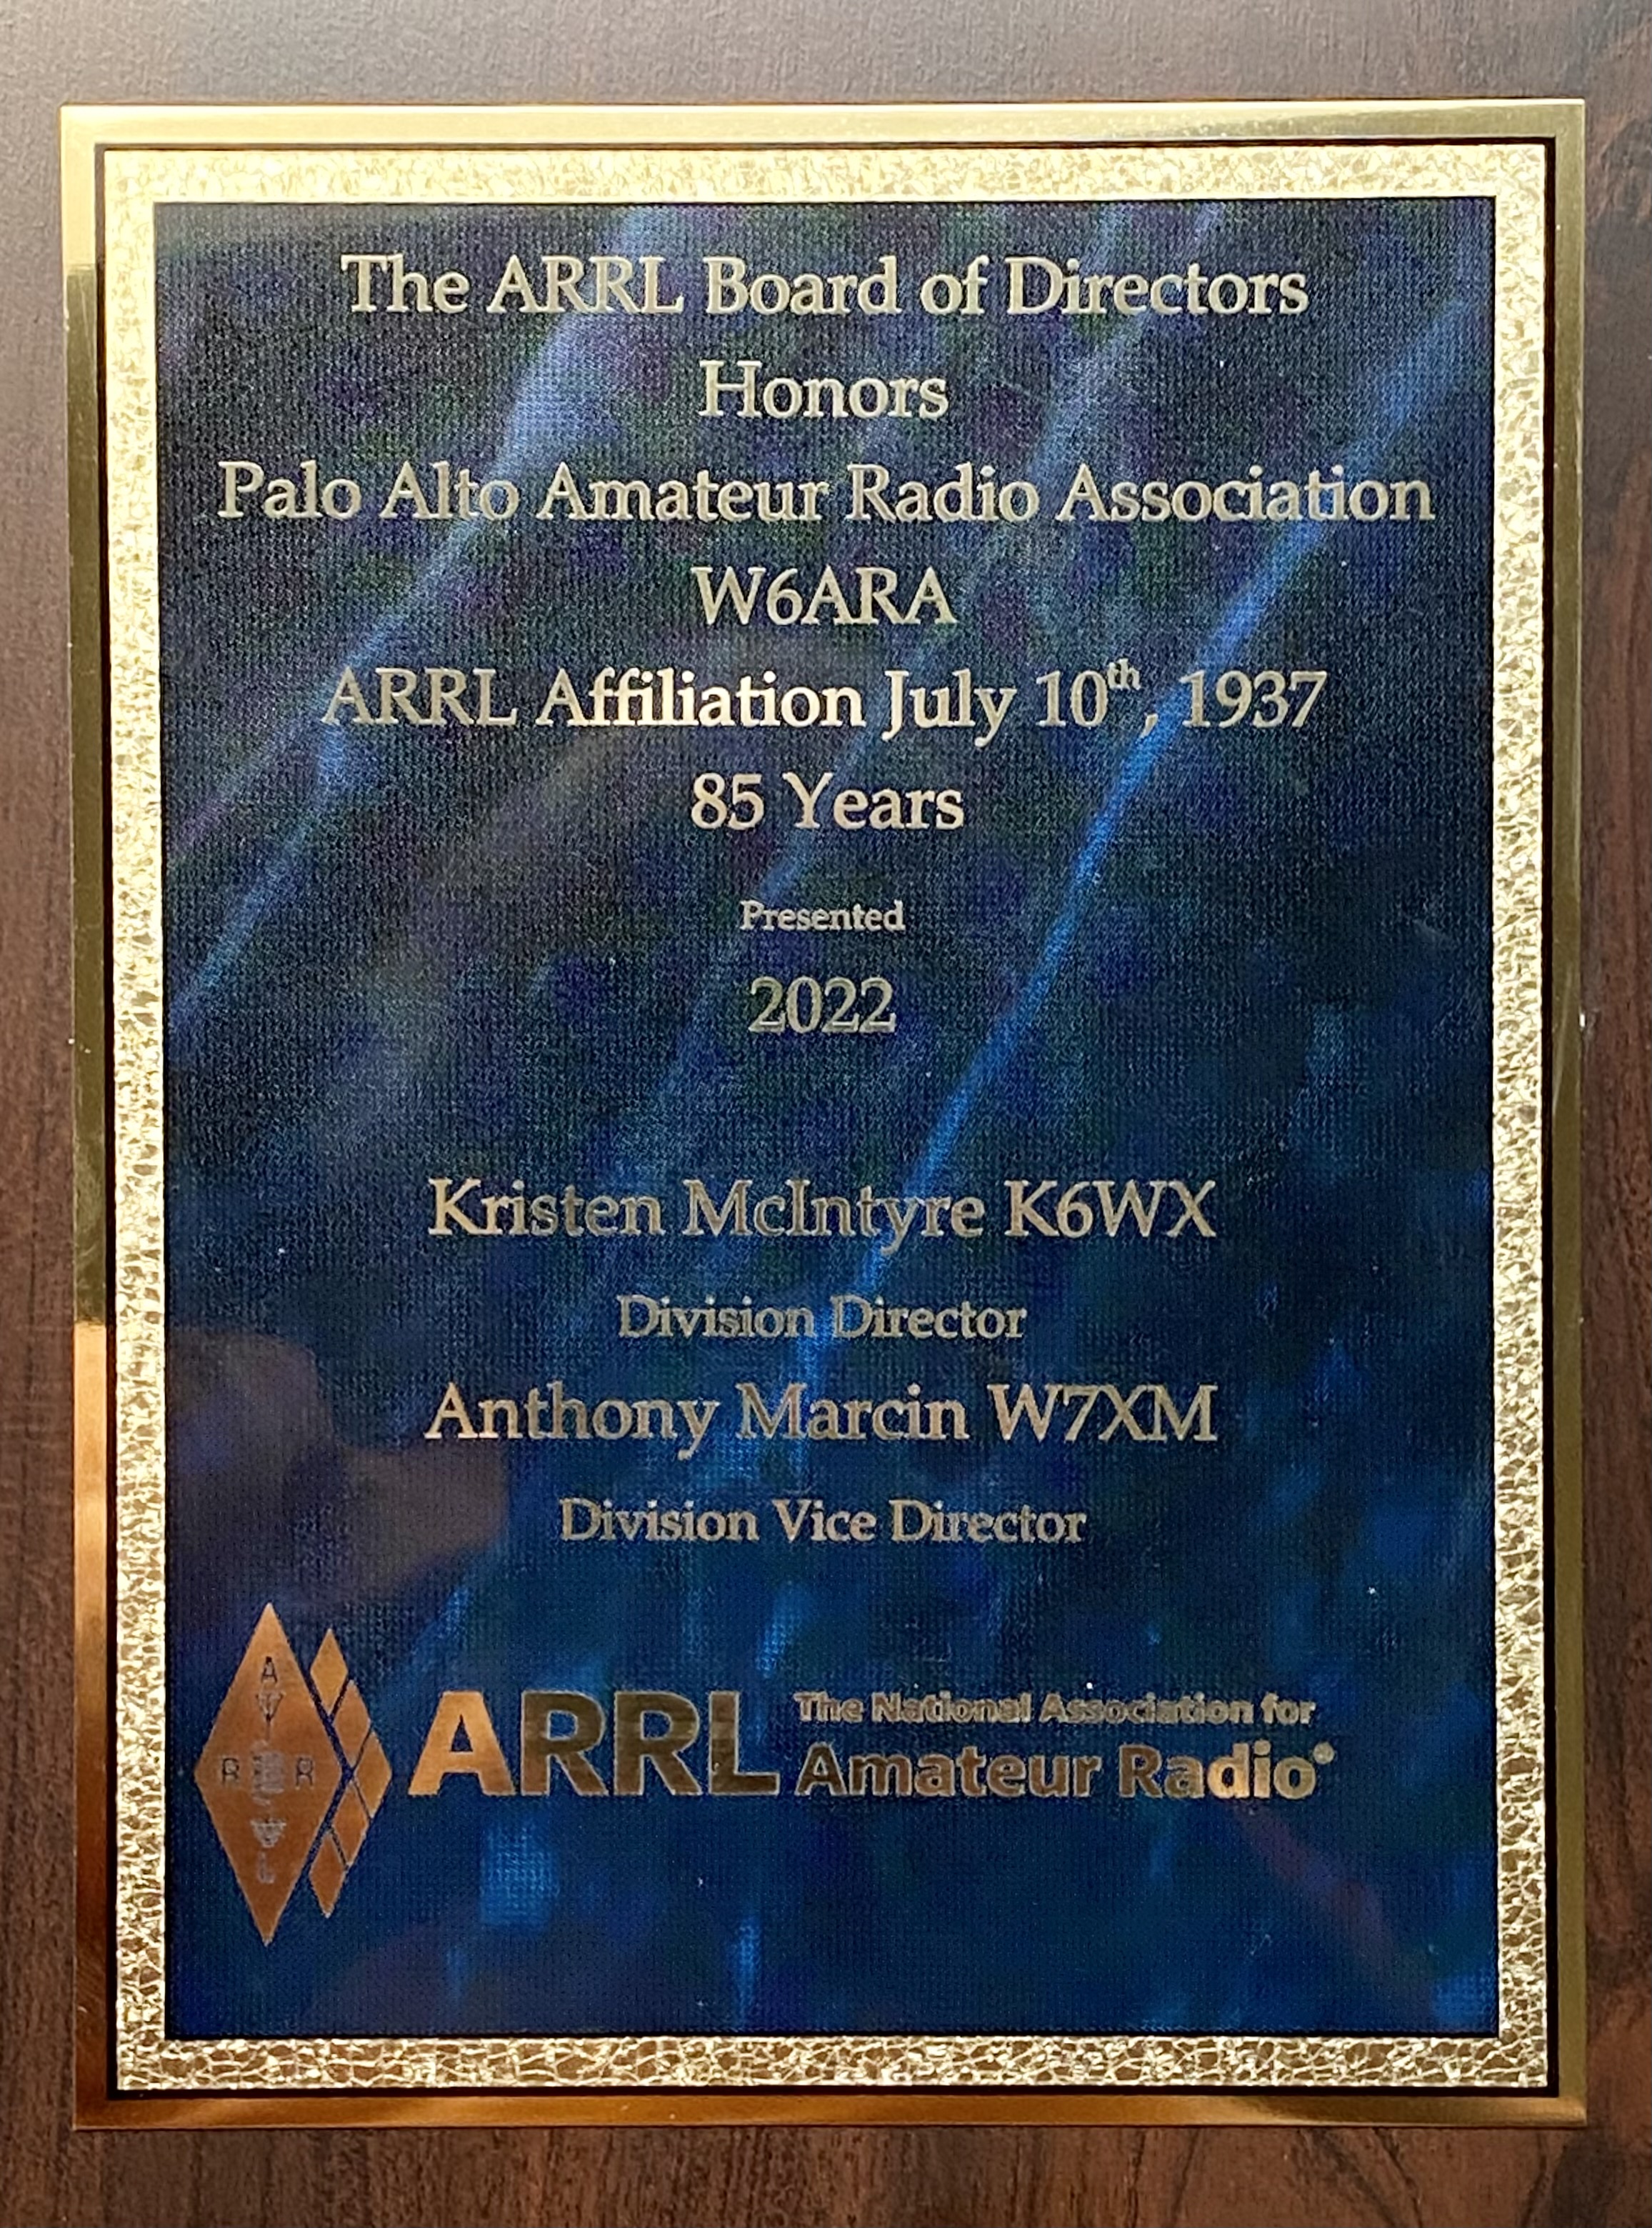 The ARRL Board of Directors
Honors
Palo Alto Amateur Radio Association
W6ARA
ARRL Affiliation July 10th, 1937
85 Years
Presented
2022
Kristen McIntyre K6WX
Division Director
Anthony Marcin W7XM
Division Vice Director
A
R R
L
ARRL The National Association for
Amateur Radio®